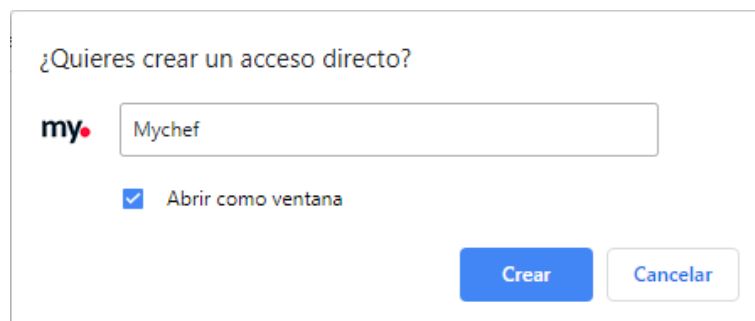 ¿Quieres crear un acceso directo?
my.
Mychef
Abrir como ventana
Crear
Cancelar